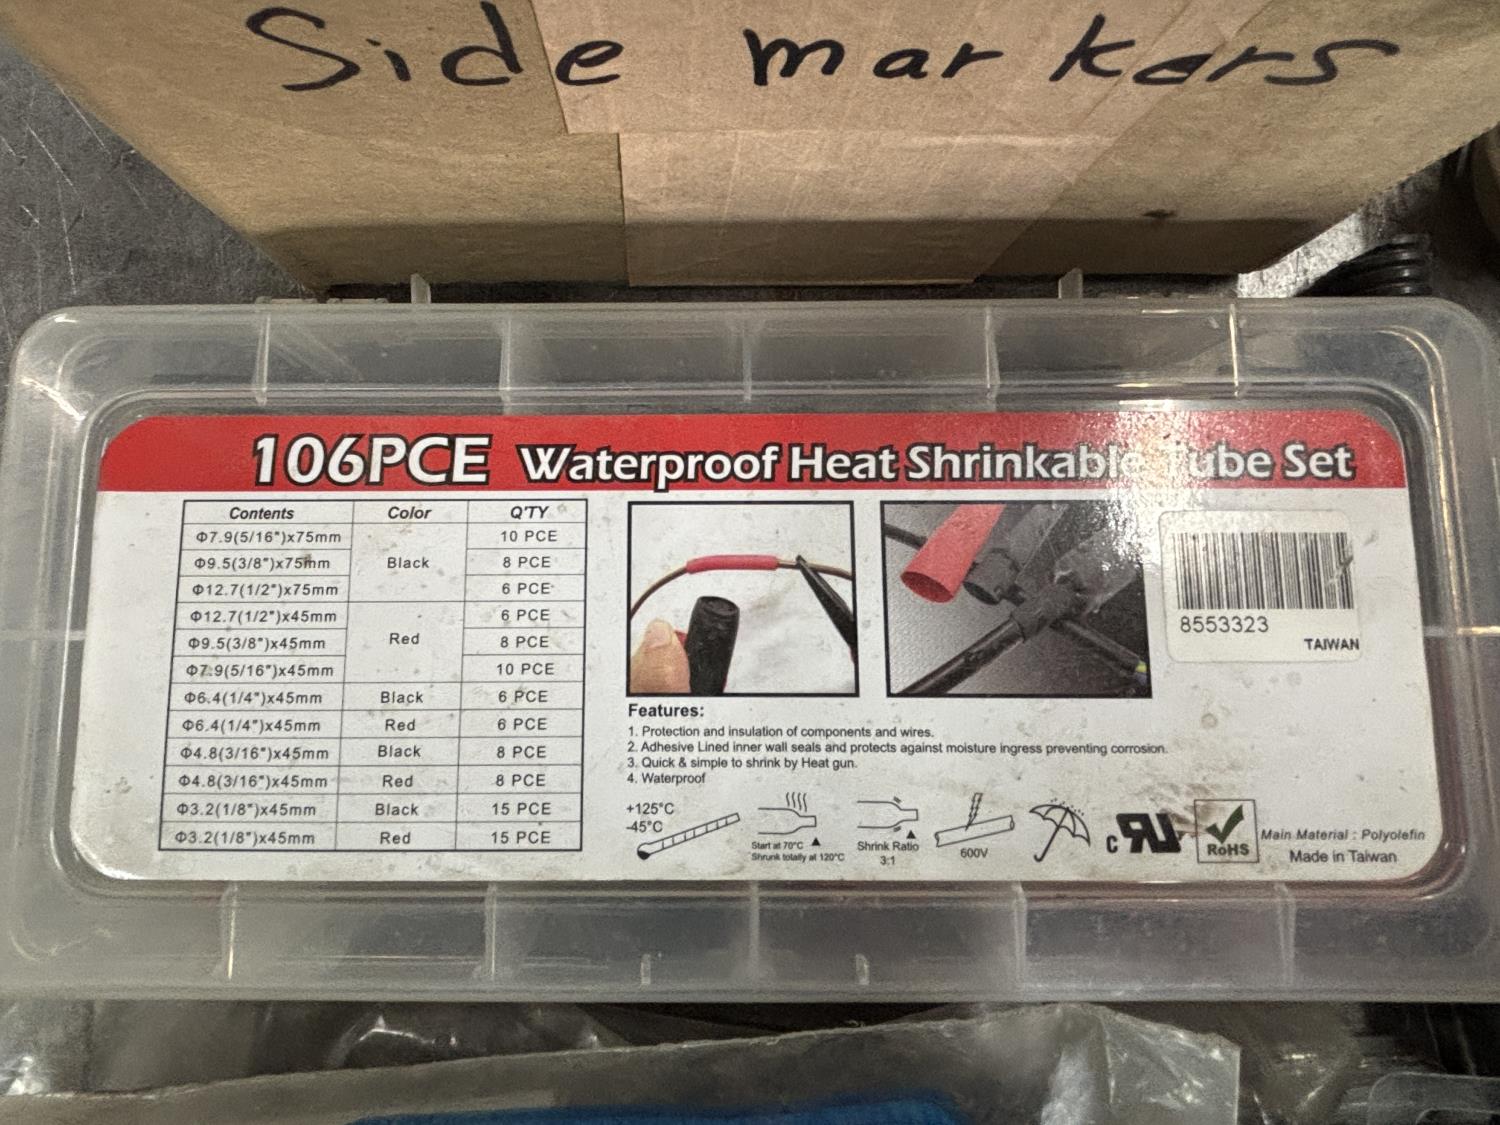 Side markers
106PCE Waterproof Heat Shrinkable Tube Set
Contents Color Q'TY
Φ7.9(5/16")x75mm 10 PCE
Φ9.5(3/8")x75mm Black 8 PCE
Φ12.7(1/2")x75mm 6 PCE
Φ12.7(1/2")x45mm 6 PCE
Φ9.5(3/8")x45mm Red 8 PCE
Φ7.9(5/16")x45mm 10 PCE
Φ6.4(1/4")x45mm Black 6 PCE
Φ6.4(1/4")x45mm Red 6 PCE
Φ4.8(3/16")x45mm Black 8 PCE
Φ4.8(3/16")x45mm Red 8 PCE
Φ3.2(1/8")x45mm Black 15 PCE
Φ3.2(1/8")x45mm Red 15 PCE
8553323
TAIWAN
Features:
1. Protection and insulation of components and wires.
2. Adhesive Lined inner wall seals and protects against moisture ingress preventing corrosion.
3. Quick & simple to shrink by Heat gun.
4. Waterproof
+125°C
-45°C
Start at 70°C
Shrunk totally at 120°C
Shrink Ratio
3:1
600V
c RU
RoHS
Main Material : Polyolefin
Made in Taiwan